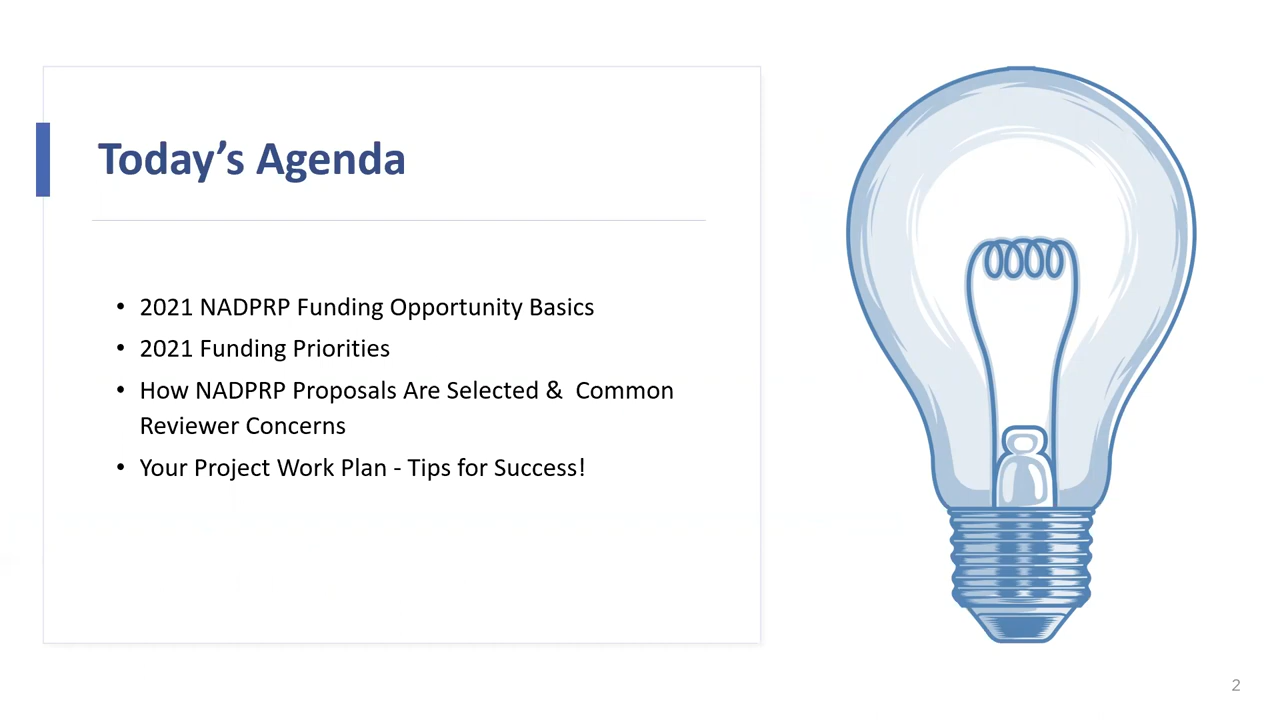 Today’s Agenda
• 2021 NADPRP Funding Opportunity Basics
• 2021 Funding Priorities
• How NADPRP Proposals Are Selected &  Common
Reviewer Concerns
• Your Project Work Plan - Tips for Success!
2